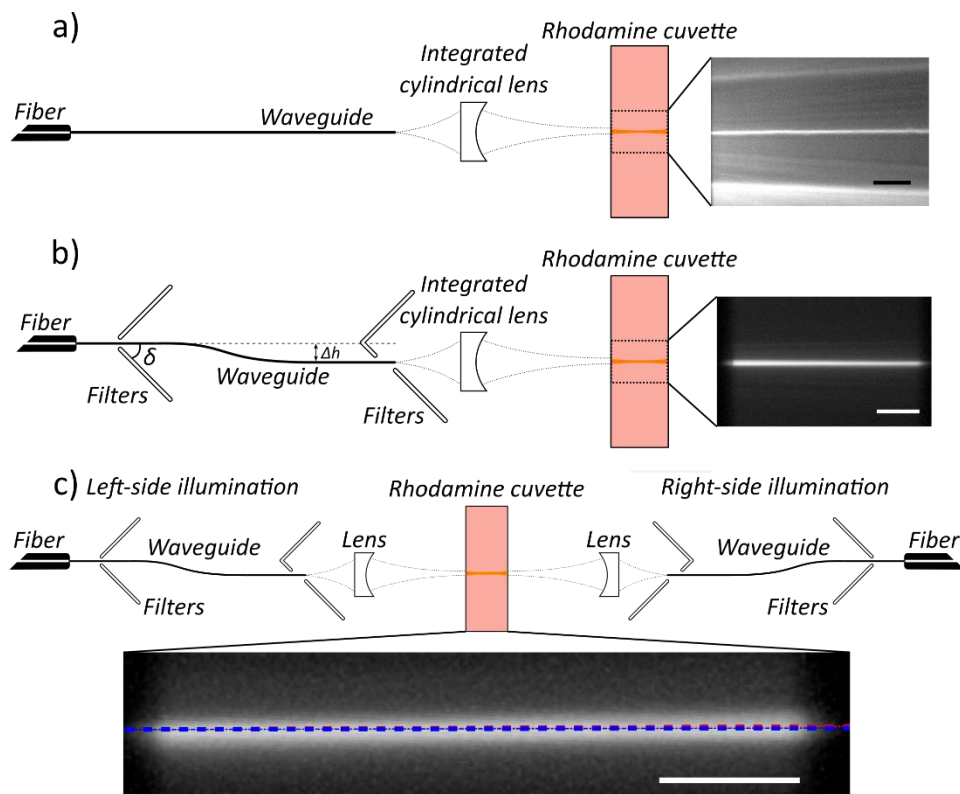 a)
Rhodamine cuvette
Integrated
cylindrical lens
Fiber
Waveguide
b)
Rhodamine cuvette
Integrated
cylindrical lens
Fiber
δ
Δh
Waveguide
Filters
Filters
c)
Left-side illumination
Rhodamine cuvette
Right-side illumination
Fiber
Waveguide
Lens
Lens
Waveguide
Fiber
Filters
Filters